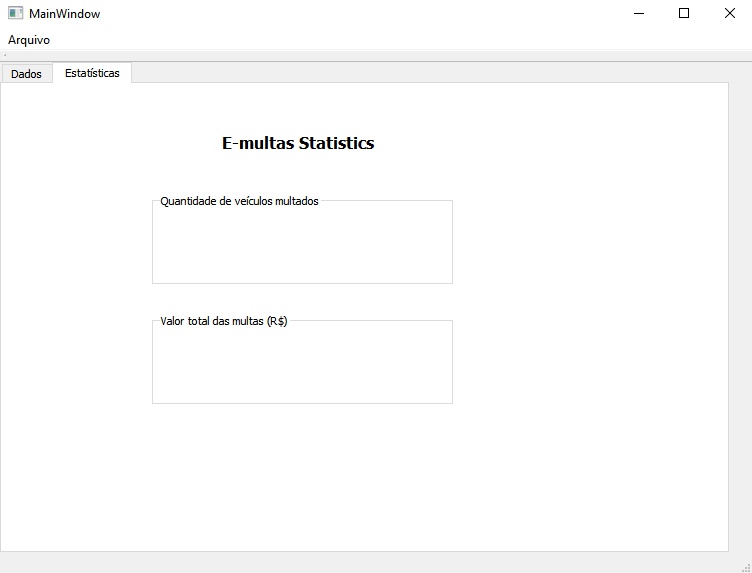 MainWindow
Arquivo
Dados
Estatísticas
E-multas Statistics
Quantidade de veículos multados
Valor total das multas (R$)